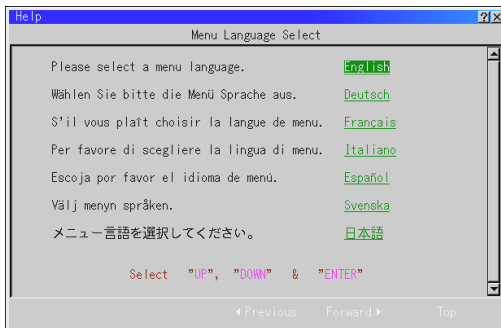 Help ?×
Menu Language Select
Please select a menu language. English
Wählen Sie bitte die Menü Sprache aus. Deutsch
S'il vous plaît choisir la langue de menu. Français
Per favore di scegliere la lingua di menu. Italiano
Escoja por favor el idioma de menú. Español
Välj menyn språken. Svenska
メニュー言語を選択してください。 日本語
Select "UP", "DOWN" & "ENTER"
Previous Forward Top